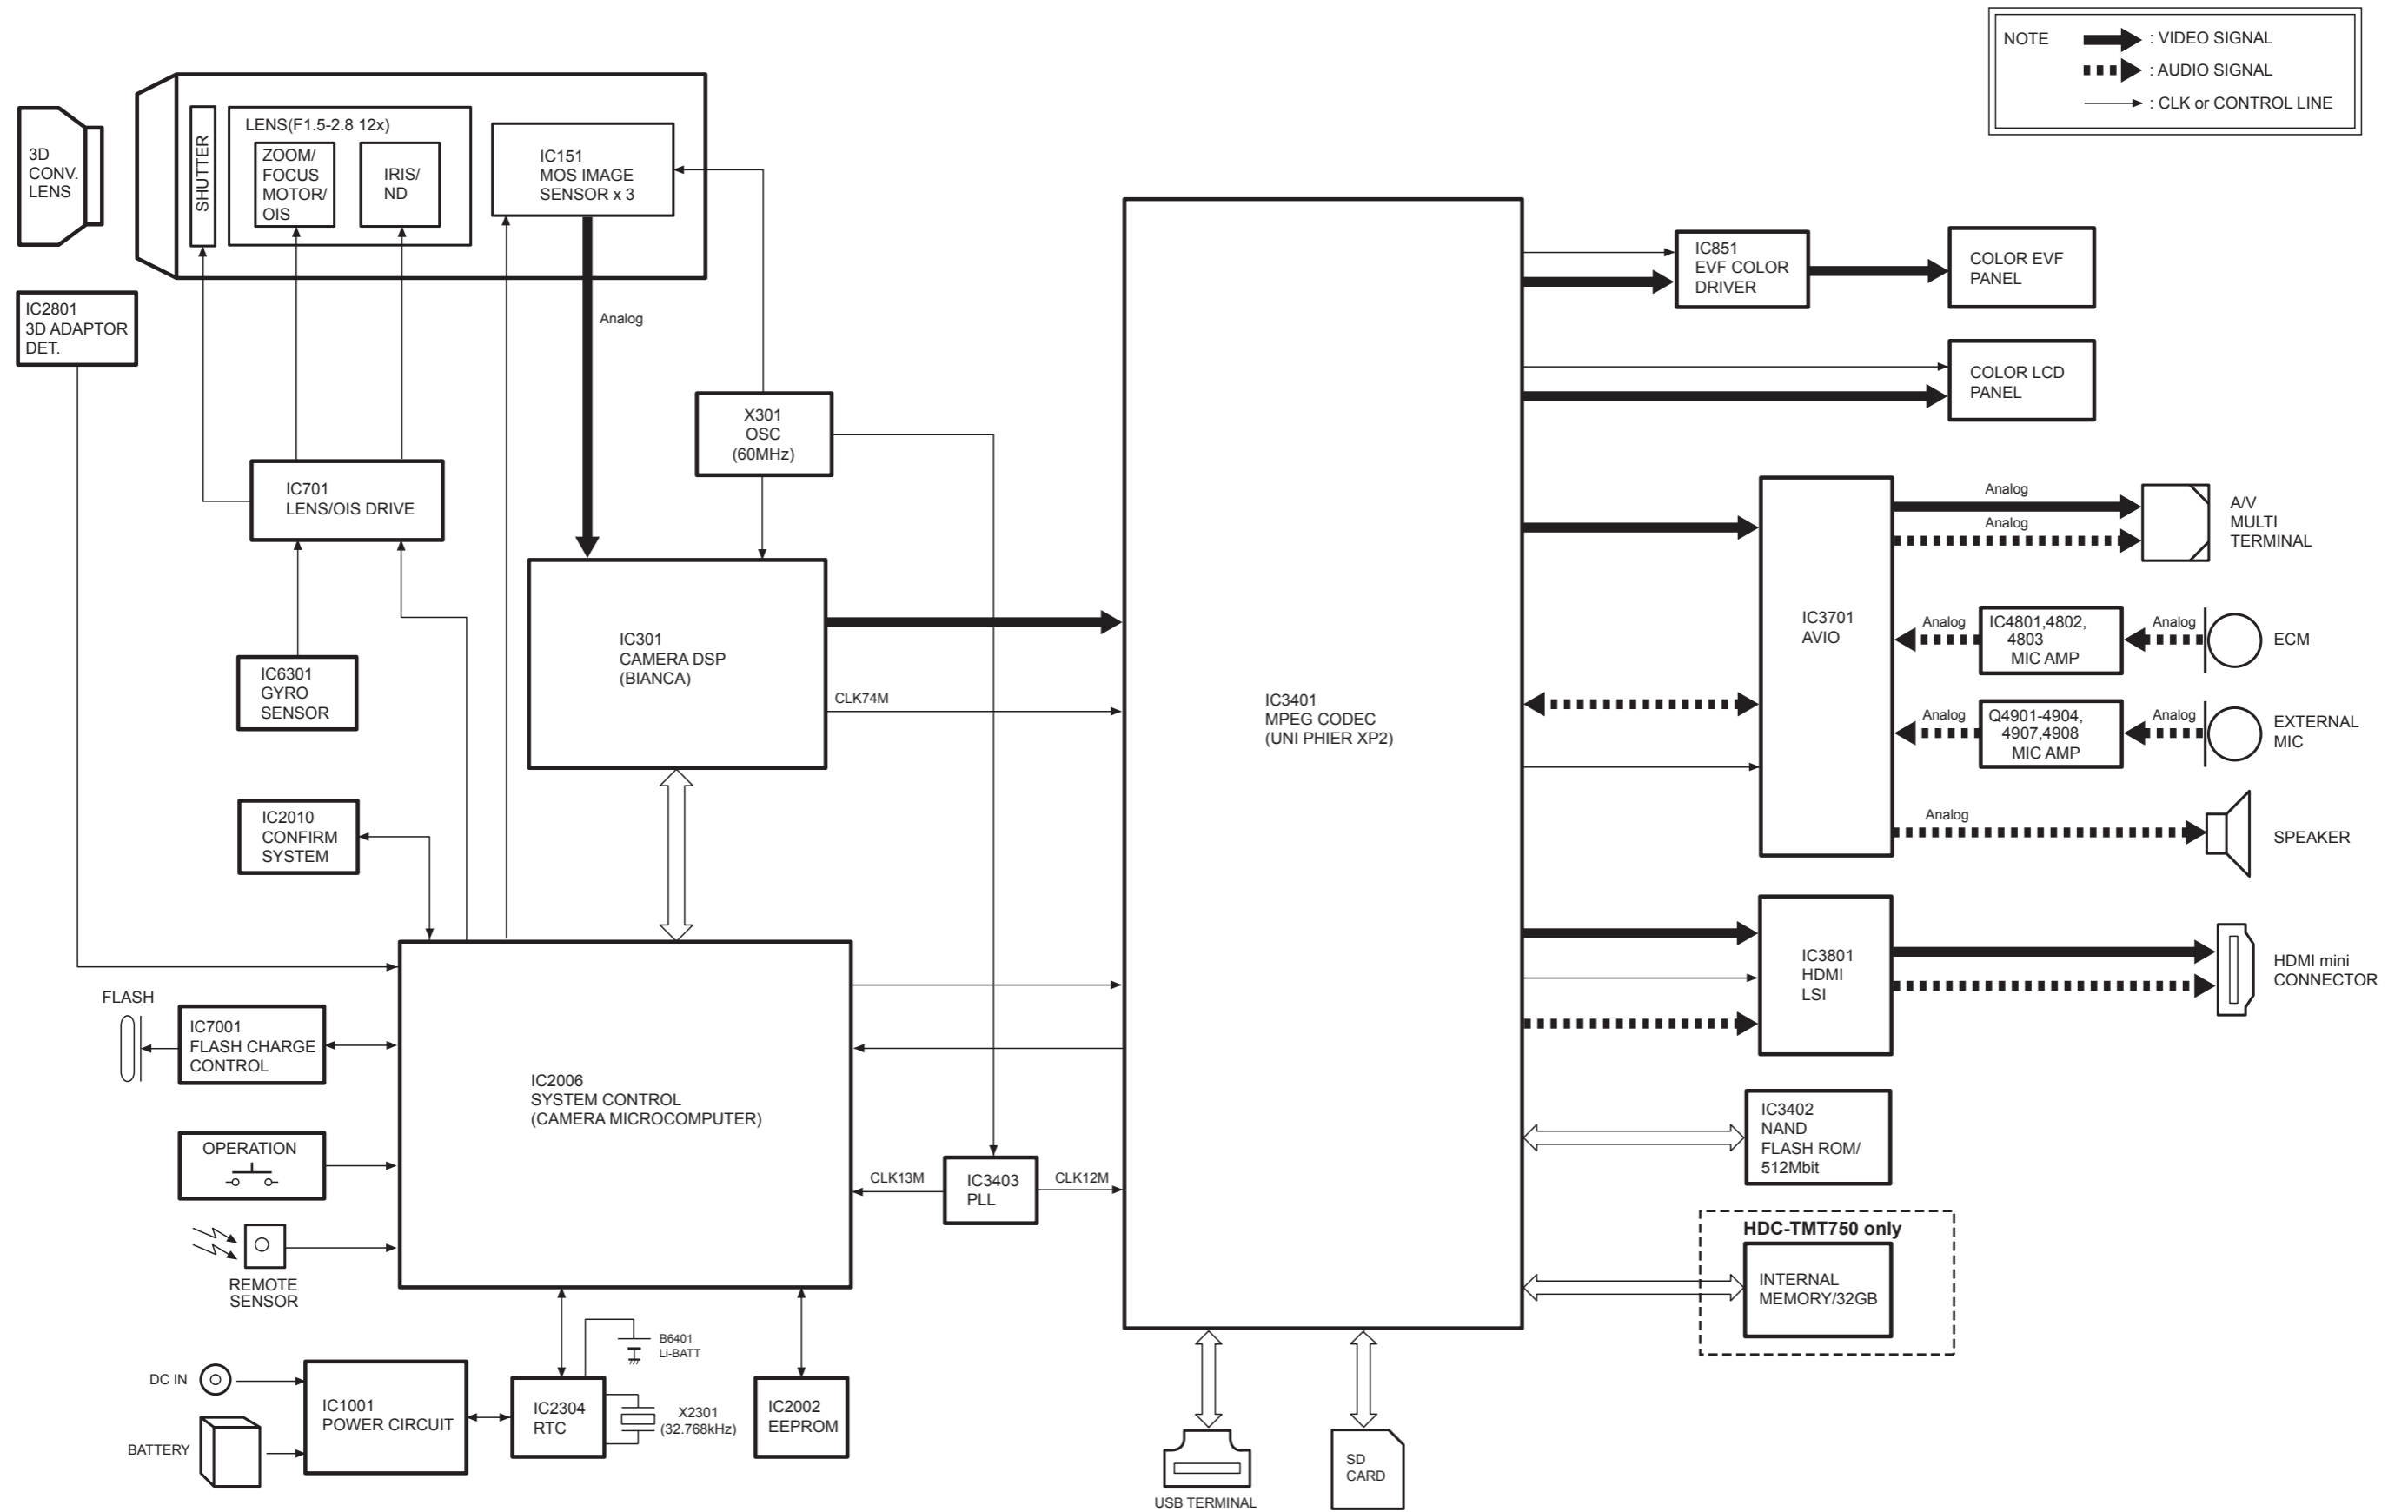 NOTE
: VIDEO SIGNAL
: AUDIO SIGNAL
: CLK or CONTROL LINE
3D
CONV.
LENS
SHUTTER
LENS(F1.5-2.8 12x)
ZOOM/
FOCUS
MOTOR/
OIS
IRIS/
ND
IC151
MOS IMAGE
SENSOR x 3
IC2801
3D ADAPTOR
DET.
Analog
X301
OSC
(60MHz)
IC701
LENS/OIS DRIVE
IC6301
GYRO
SENSOR
IC301
CAMERA DSP
(BIANCA)
CLK74M
IC2010
CONFIRM
SYSTEM
FLASH
IC7001
FLASH CHARGE
CONTROL
OPERATION
REMOTE
SENSOR
IC2006
SYSTEM CONTROL
(CAMERA MICROCOMPUTER)
CLK13M
IC3403
PLL
CLK12M
DC IN
BATTERY
IC1001
POWER CIRCUIT
IC2304
RTC
B6401
Li-BATT
X2301
(32.768kHz)
IC2002
EEPROM
IC3401
MPEG CODEC
(UNI PHIER XP2)
IC851
EVF COLOR
DRIVER
COLOR EVF
PANEL
COLOR LCD
PANEL
IC3701
AVIO
Analog
Analog
A/V
MULTI
TERMINAL
Analog
IC4801,4802,
4803
MIC AMP
Analog
ECM
Analog
Q4901-4904,
4907,4908
MIC AMP
Analog
EXTERNAL
MIC
Analog
SPEAKER
IC3801
HDMI
LSI
HDMI mini
CONNECTOR
IC3402
NAND
FLASH ROM/
512Mbit
HDC-TMT750 only
INTERNAL
MEMORY/32GB
USB TERMINAL
SD
CARD